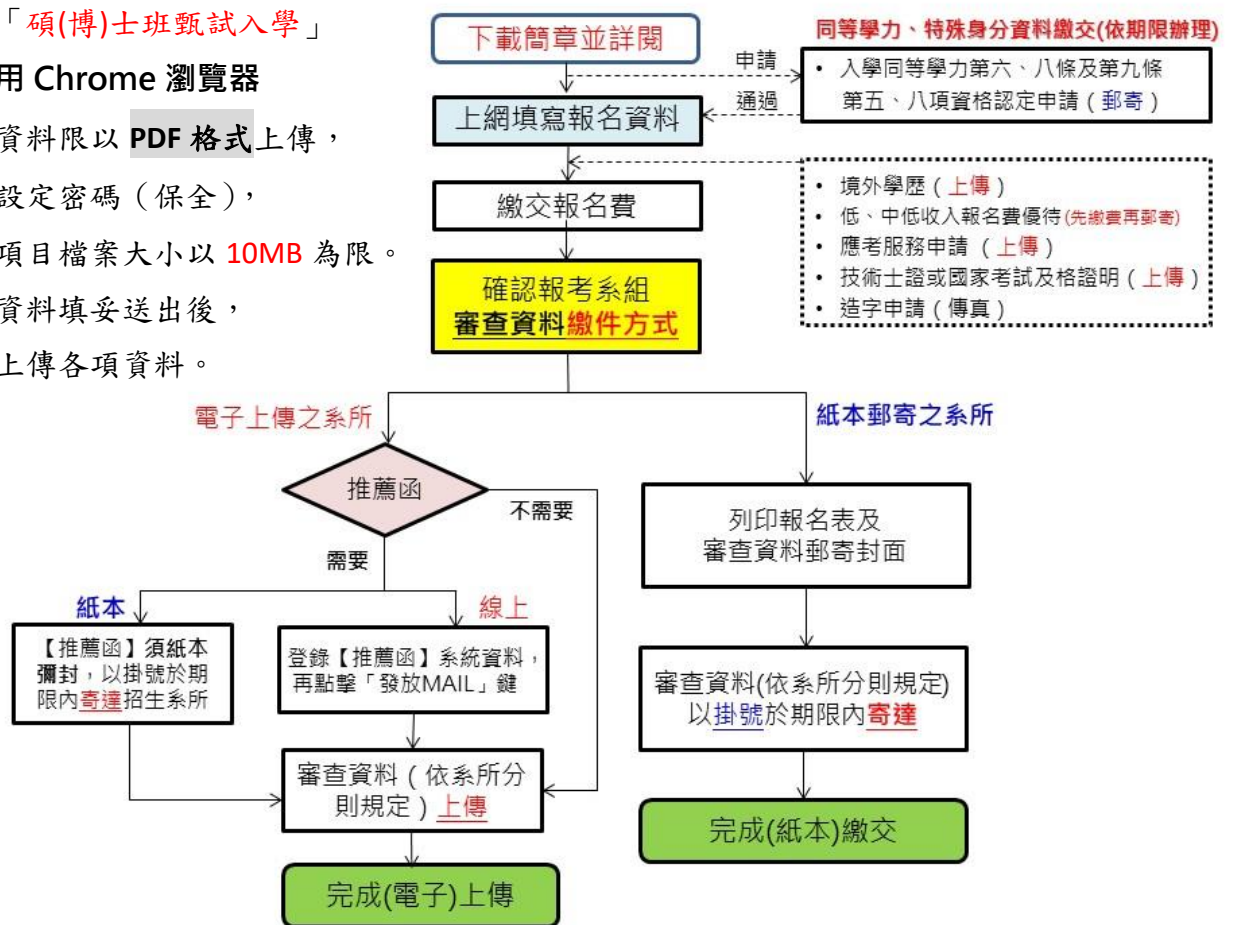 「碩(博)士班甄試入學」
用 Chrome 瀏覽器
資料限以 PDF 格式上傳，
設定密碼（保全），
項目檔案大小以 10MB 為限。
資料填妥送出後，
上傳各項資料。
下載簡章並詳閱
申請
通過
同等學力、特殊身分資料繳交(依期限辦理)
• 入學同等學力第六、八條及第九條
第五、八項資格認定申請（郵寄）
上網填寫報名資料
• 境外學歷（上傳）
• 低、中低收入報名費優待(先繳費再郵寄)
• 應考服務申請 （上傳）
• 技術士證或國家考試及格證明（上傳）
• 造字申請（傳真）
繳交報名費
確認報考系組
審查資料繳件方式
電子上傳之系所
紙本郵寄之系所
推薦函
不需要
需要
紙本
線上
【推薦函】須紙本
彌封，以掛號於期
限內寄達招生系所
登錄【推薦函】系統資料，
再點擊「發放MAIL」鍵
審查資料（依系所分
則規定）上傳
完成(電子)上傳
列印報名表及
審查資料郵寄封面
審查資料(依系所分則規定)
以掛號於期限內寄達
完成(紙本)繳交